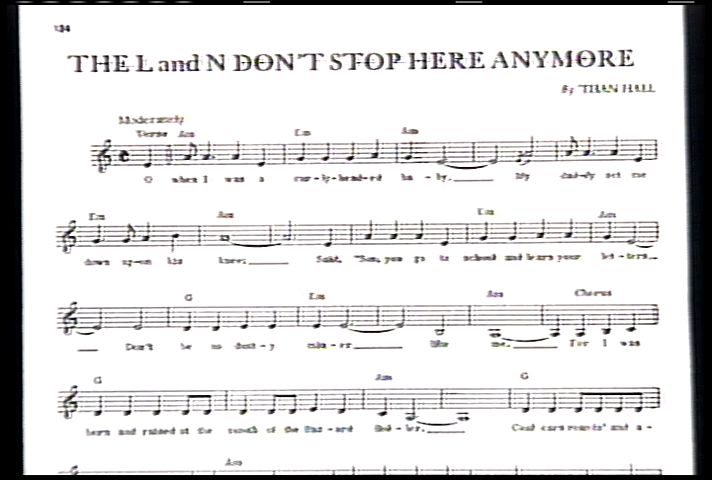 134
THE L and N DON'T STOP HERE ANYMORE
By 'THAN HALL
Moderately
Verse Am Em Am
O when I was a cur-ly-headed ba-by, My dad-dy set me
Em Am Em Am
down up-on his knee; Said, "Son, you go to school and learn your let-ters,
G Em Am Chorus
Don't be no dust-y min-er like me. For I was
G Am G
born and raised at the mouth of the Haz-ard Hol-ler, Coal cars roarin' and a-
Am